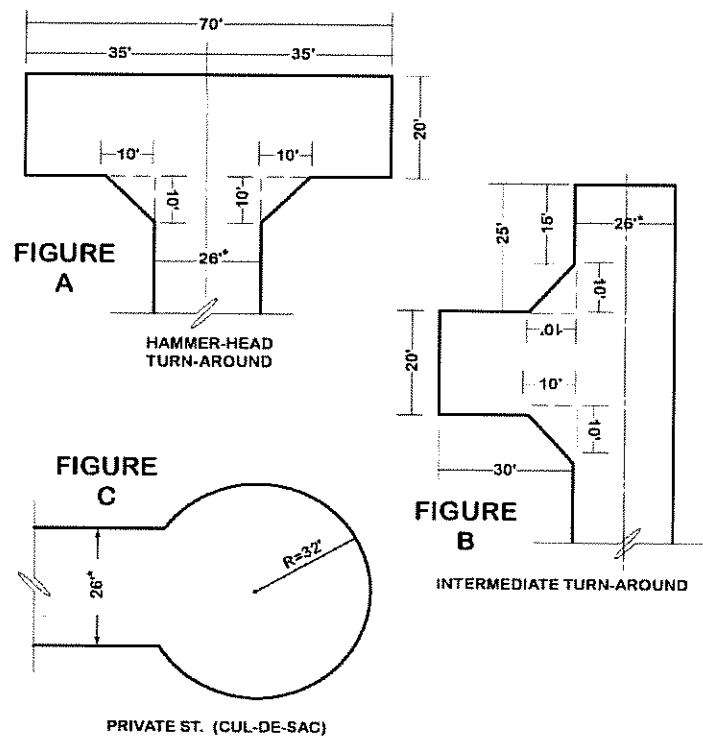 70'
35'
35'
20'
10'
10'
10'
10'
26'*
FIGURE
A
HAMMER-HEAD
TURN-AROUND
25'
15'
26'*
10'
10'
20'
10'
10'
30'
FIGURE
B
INTERMEDIATE TURN-AROUND
FIGURE
C
26'*
R=32'
PRIVATE ST. (CUL-DE-SAC)